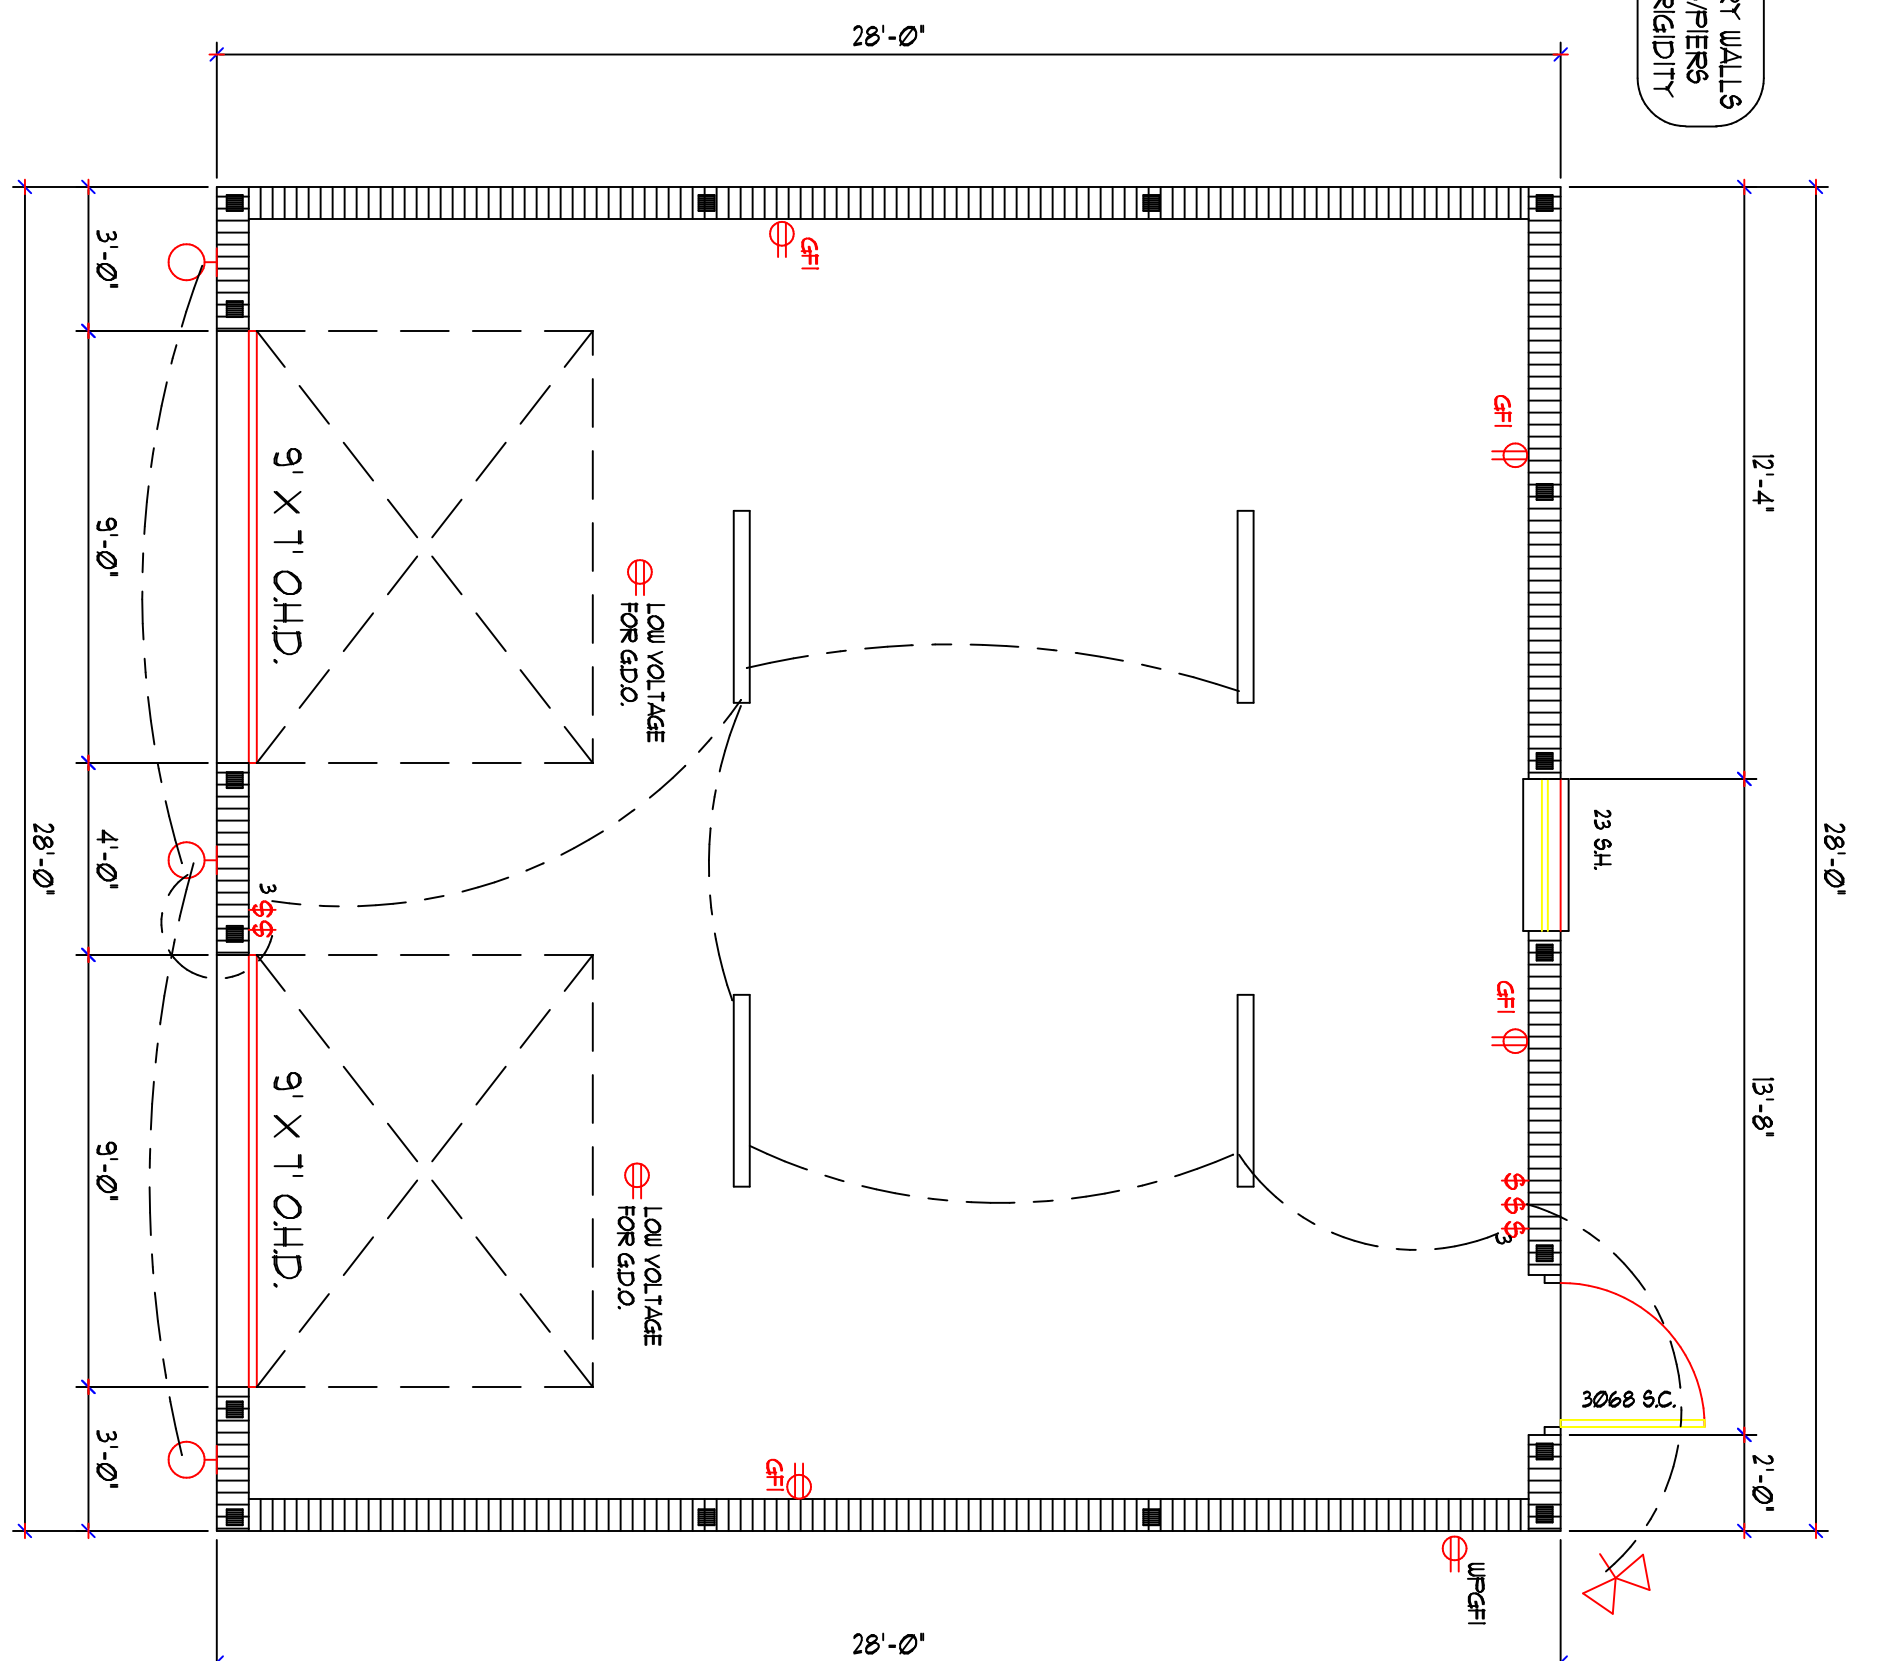 RY WALLS
/PIERS
RIGIDITY
28'-0"
12'-4"
13'-8"
2'-0"
28'-0"
23 S.H.
3068 S.C.
GFI
GFI
GFI
GFI
WPGFI
LOW VOLTAGE
FOR G.D.O.
LOW VOLTAGE
FOR G.D.O.
9' X 7' O.H.D.
9' X 7' O.H.D.
3
$$
$$$
3
3'-0"
9'-0"
4'-0"
9'-0"
3'-0"
28'-0"
28'-0"